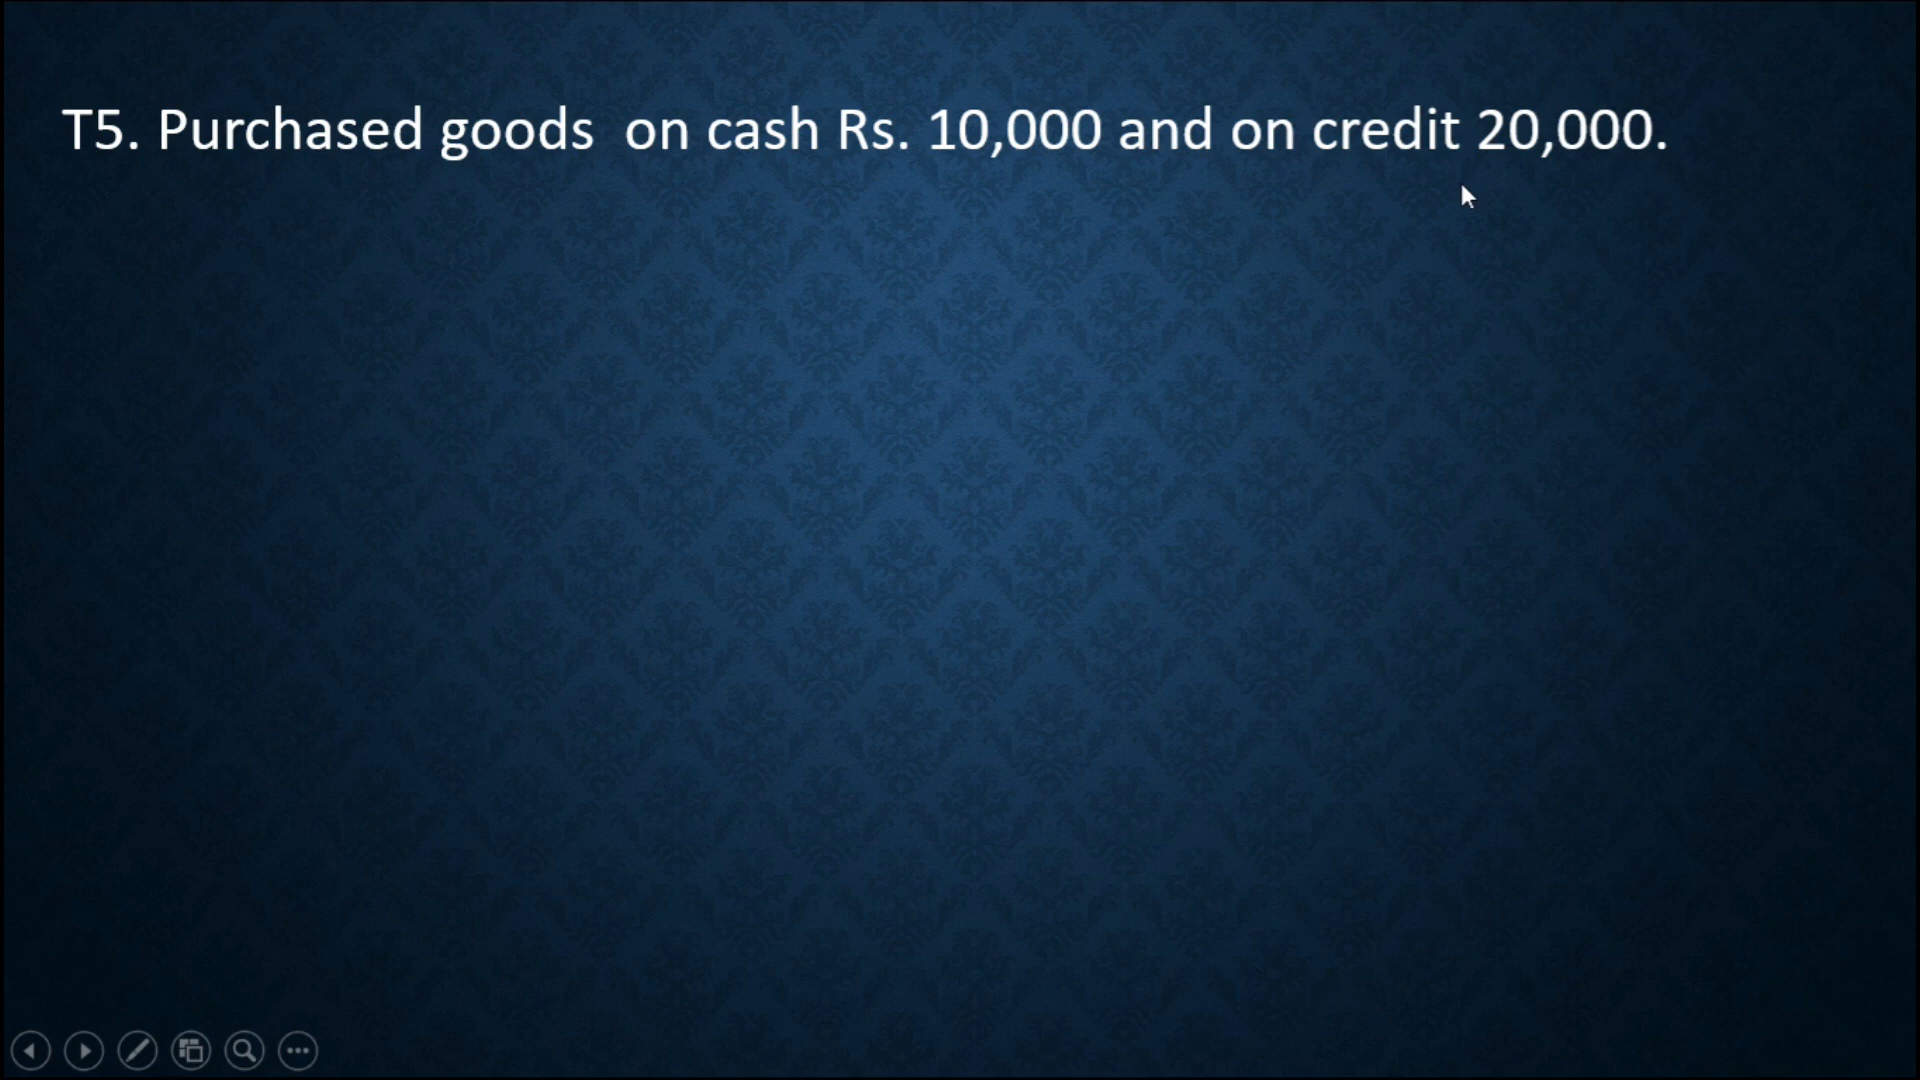 T5. Purchased goods  on cash Rs. 10,000 and on credit 20,000.